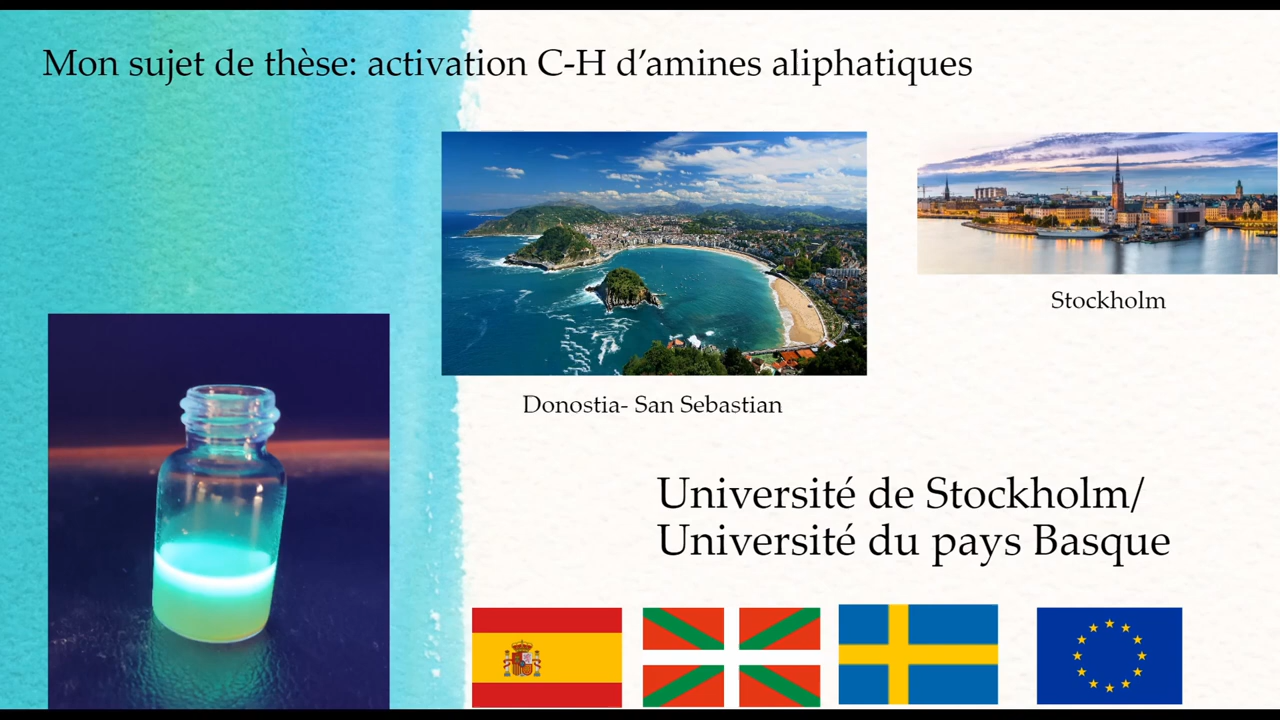 Mon sujet de thèse: activation C-H d’amines aliphatiques
Stockholm
Donostia- San Sebastian
Université de Stockholm/
Université du pays Basque